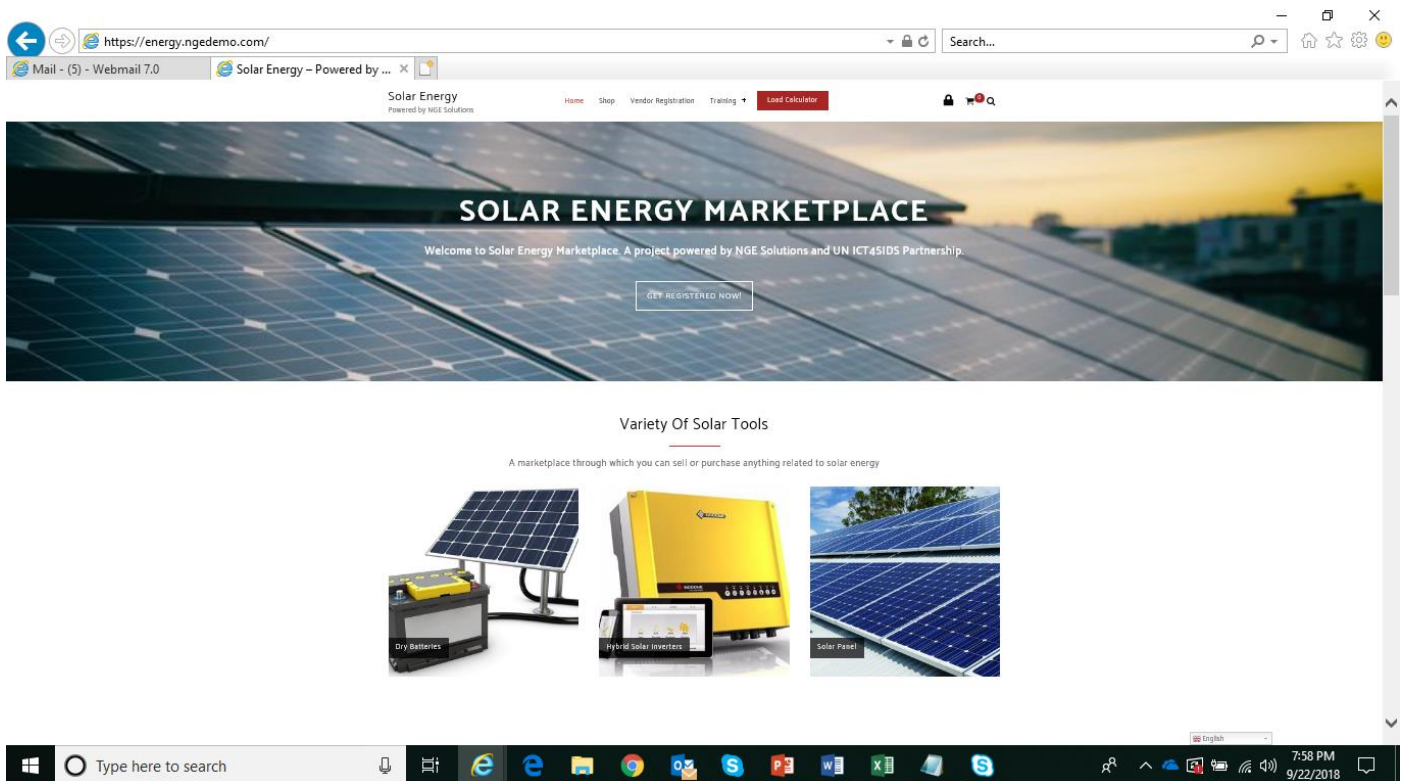 https://energy.ngedemo.com/
Search...
Mail - (5) - Webmail 7.0
Solar Energy – Powered by ...
Solar Energy
Powered by NGE Solutions
Home Shop Vendor Registration Training Load Calculator
0
SOLAR ENERGY MARKETPLACE
Welcome to Solar Energy Marketplace. A project powered by NGE Solutions and UN ICT4SIDS Partnership.
GET REGISTERED NOW!
Variety Of Solar Tools
A marketplace through which you can sell or purchase anything related to solar energy
Dry Batteries
Hybrid Solar Inverters
Solar Panel
English
Type here to search
7:58 PM
9/22/2018